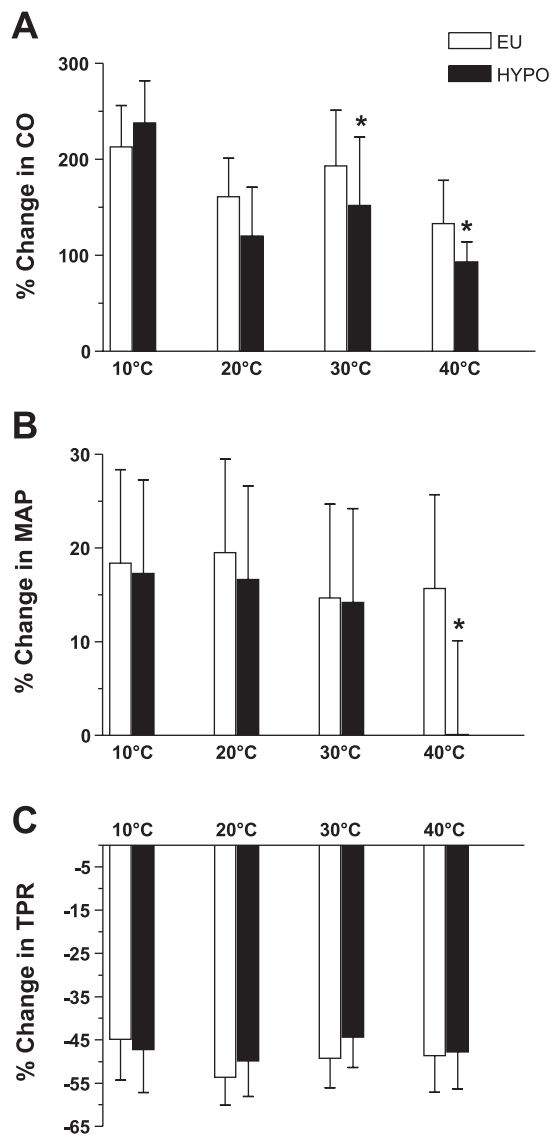 A
EU
HYPO
% Change in CO
300
200
100
0
*
*
10°C 20°C 30°C 40°C
B
% Change in MAP
30
20
10
0
*
10°C 20°C 30°C 40°C
C
10°C 20°C 30°C 40°C
% Change in TPR
-5
-15
-25
-35
-45
-55
-65